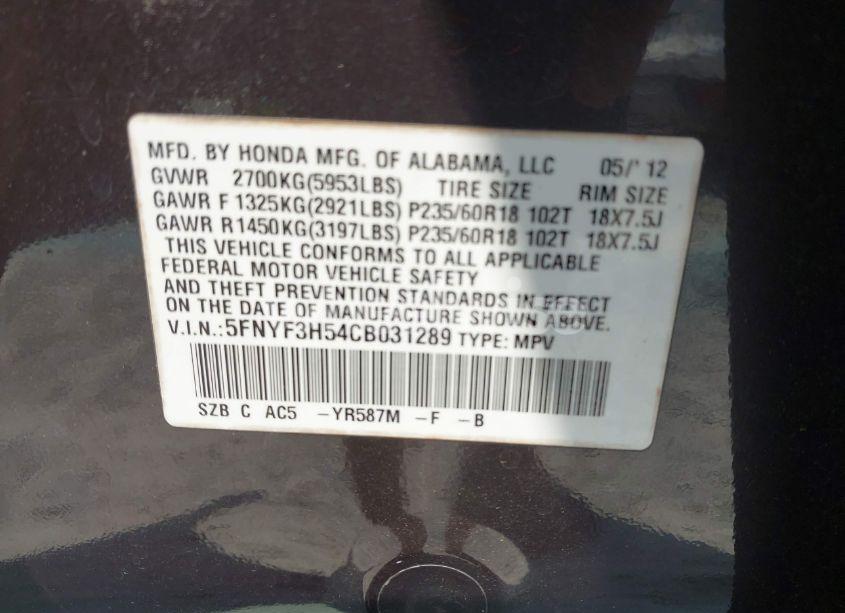 MFD. BY HONDA MFG. OF ALABAMA, LLC 05/' 12
GVWR 2700KG(5953LBS) TIRE SIZE RIM SIZE
GAWR F 1325KG(2921LBS) P235/60R18 102T 18X7.5J
GAWR R1450KG(3197LBS) P235/60R18 102T 18X7.5J
THIS VEHICLE CONFORMS TO ALL APPLICABLE
FEDERAL MOTOR VEHICLE SAFETY
AND THEFT PREVENTION STANDARDS IN EFFECT
ON THE DATE OF MANUFACTURE SHOWN ABOVE.
V.I.N.:5FNYF3H54CB031289 TYPE: MPV
SZB C AC5 -YR587M -F -B